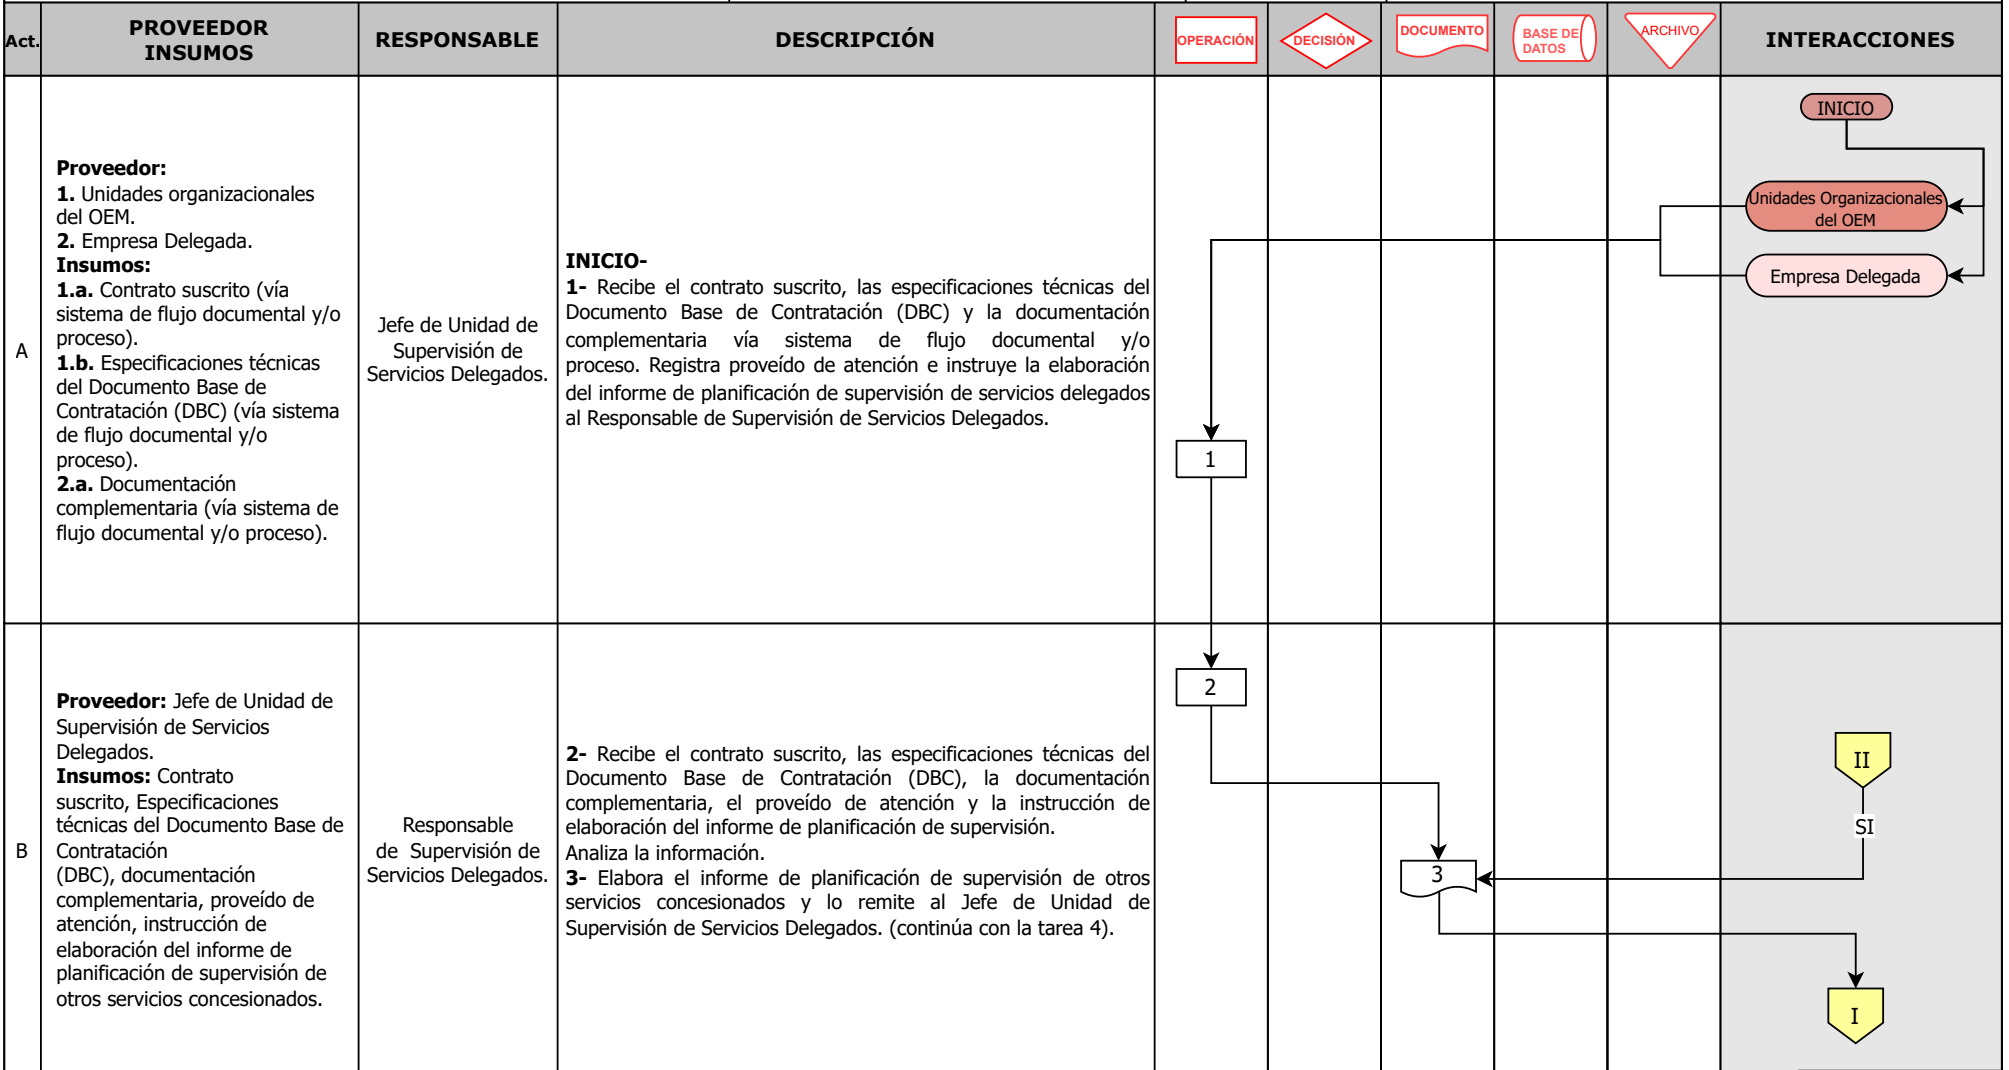 Act.
PROVEEDOR
INSUMOS
RESPONSABLE
DESCRIPCIÓN
OPERACIÓN
DECISIÓN
DOCUMENTO
BASE DE
DATOS
ARCHIVO
INTERACCIONES
A
Proveedor:
1. Unidades organizacionales
del OEM.
2. Empresa Delegada.
Insumos:
1.a. Contrato suscrito (vía
sistema de flujo documental y/o
proceso).
1.b. Especificaciones técnicas
del Documento Base de
Contratación (DBC) (vía sistema
de flujo documental y/o
proceso).
2.a. Documentación
complementaria (vía sistema de
flujo documental y/o proceso).
Jefe de Unidad de
Supervisión de
Servicios Delegados.
INICIO-
1- Recibe el contrato suscrito, las especificaciones técnicas del
Documento Base de Contratación (DBC) y la documentación
complementaria vía sistema de flujo documental y/o
proceso. Registra proveído de atención e instruye la elaboración
del informe de planificación de supervisión de servicios delegados
al Responsable de Supervisión de Servicios Delegados.
1
INICIO
Unidades Organizacionales
del OEM
Empresa Delegada
B
Proveedor: Jefe de Unidad de
Supervisión de Servicios
Delegados.
Insumos: Contrato
suscrito, Especificaciones
técnicas del Documento Base de
Contratación
(DBC), documentación
complementaria, proveído de
atención, instrucción de
elaboración del informe de
planificación de supervisión de
otros servicios concesionados.
Responsable
de Supervisión de
Servicios Delegados.
2- Recibe el contrato suscrito, las especificaciones técnicas del
Documento Base de Contratación (DBC), la documentación
complementaria, el proveído de atención y la instrucción de
elaboración del informe de planificación de supervisión.
Analiza la información.
3- Elabora el informe de planificación de supervisión de otros
servicios concesionados y lo remite al Jefe de Unidad de
Supervisión de Servicios Delegados. (continúa con la tarea 4).
2
3
II
SI
I